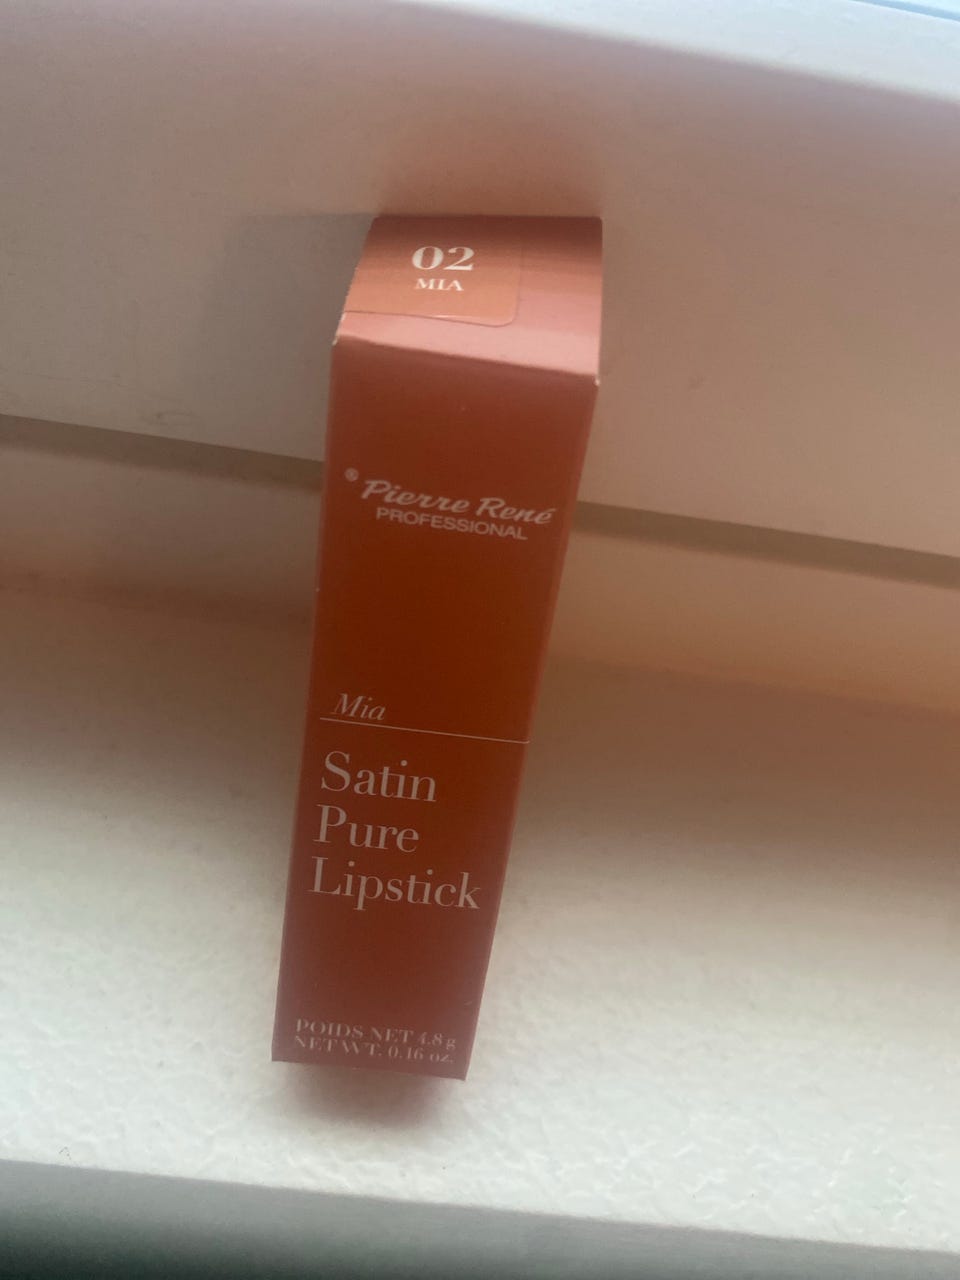 02
MIA
® Pierre René
PROFESSIONAL
Mia
Satin
Pure
Lipstick
POIDS NET 4.8 g
NET WT. 0.16 oz.